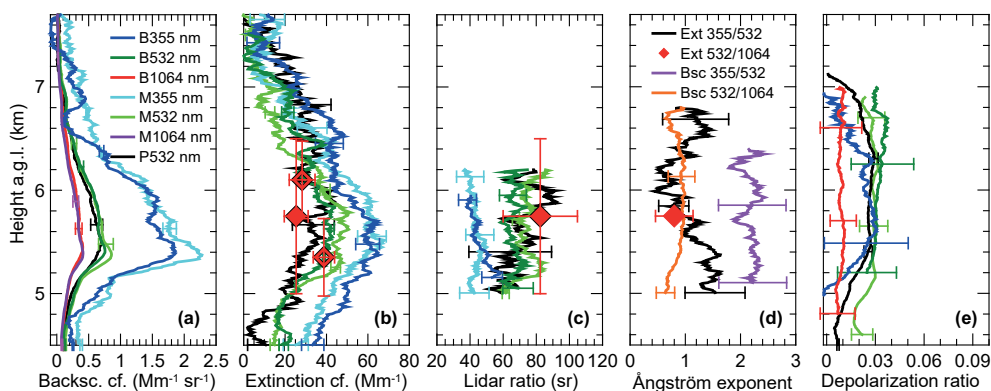 Height a.g.l. (km)
7
6
5
B355 nm
B532 nm
B1064 nm
M355 nm
M532 nm
M1064 nm
P532 nm
(a)
0 0.5 1 1.5 2 2.5
Backsc. cf. (Mm⁻¹ sr⁻¹)
(b)
0 20 40 60 80
Extinction cf. (Mm⁻¹)
(c)
20 40 60 80 100 120
Lidar ratio (sr)
Ext 355/532
Ext 532/1064
Bsc 355/532
Bsc 532/1064
(d)
0 1 2 3
Ångström exponent
(e)
0 0.03 0.06 0.09
Depolarization ratio